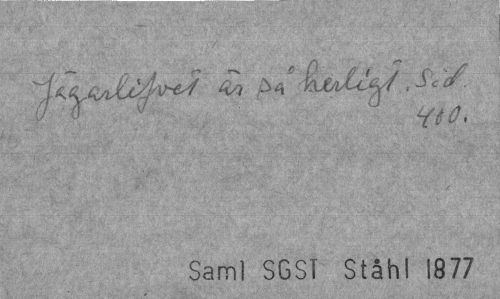 Jägarlifvet är så herligt. Sid.
400.
Saml SGST Ståhl 1877